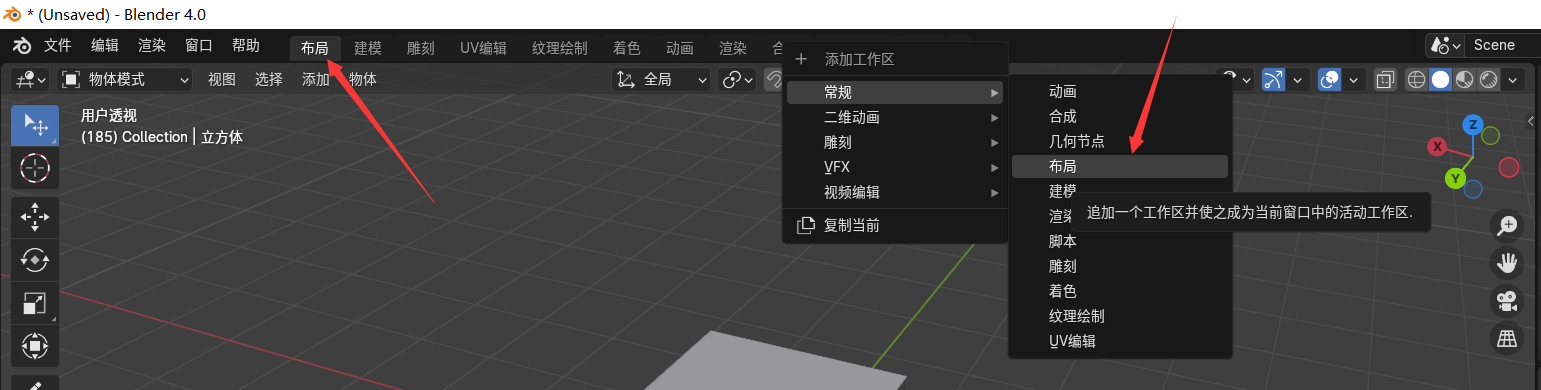 * (Unsaved) - Blender 4.0
文件 编辑 渲染 窗口 帮助 布局 建模 雕刻 UV编辑 纹理绘制 着色 动画 渲染 Scene
物体模式 视图 选择 添加 物体 全局
用户透视
(185) Collection | 立方体
添加工作区
常规
二维动画
雕刻
VFX
视频编辑
复制当前
动画
合成
几何节点
布局
建模
渲染
脚本
雕刻
着色
纹理绘制
UV编辑
追加一个工作区并使之成为当前窗口中的活动工作区.
Z
X
Y